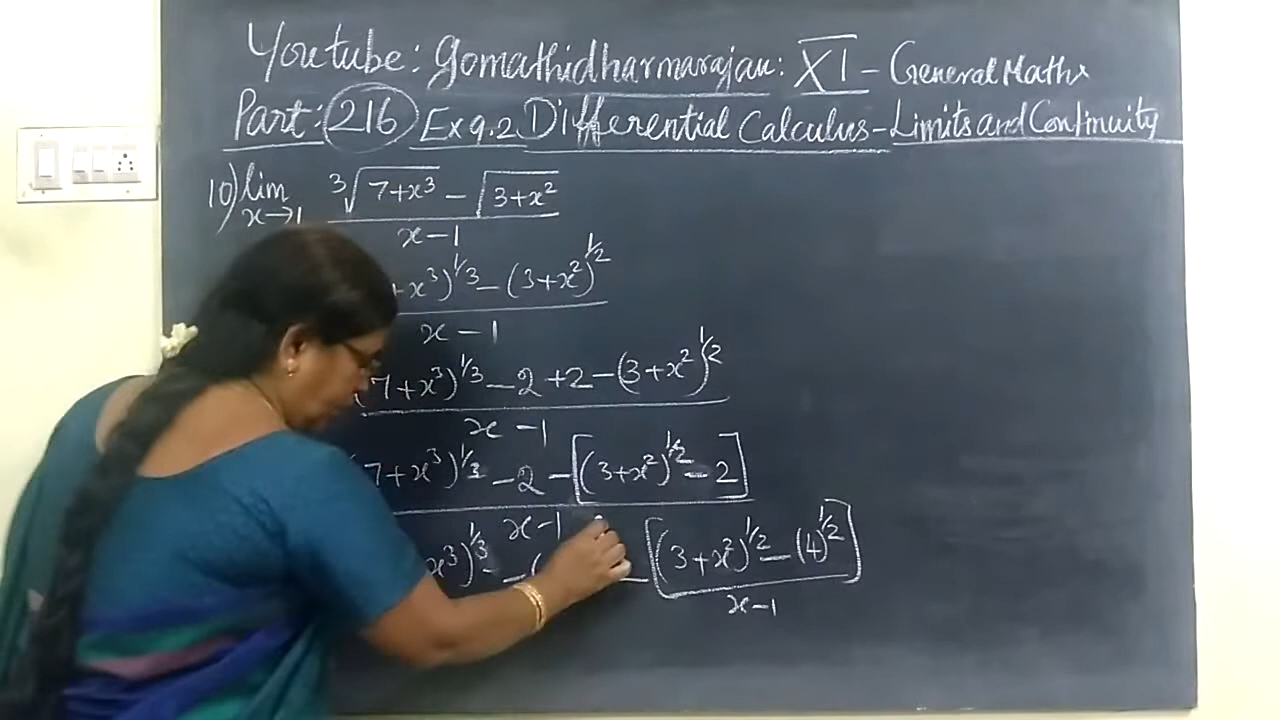 Youtube: Gomathidharmarajan: XI - General Maths
Part: 216 Ex 9.2 Differential Calculus - Limits and Continuity
10) lim x→1 ∛(7+x³) - √(3+x²)
x-1
+x³)^1/3 - (3+x²)^1/2
x-1
7+x³)^1/3 - 2 + 2 - (3+x²)^1/2
x-1
7+x³)^1/3 - 2 - [(3+x²)^1/2 - 2]
x-1
x³)^1/3 - ( - [(3+x²)^1/2 - (4)^1/2]
x-1